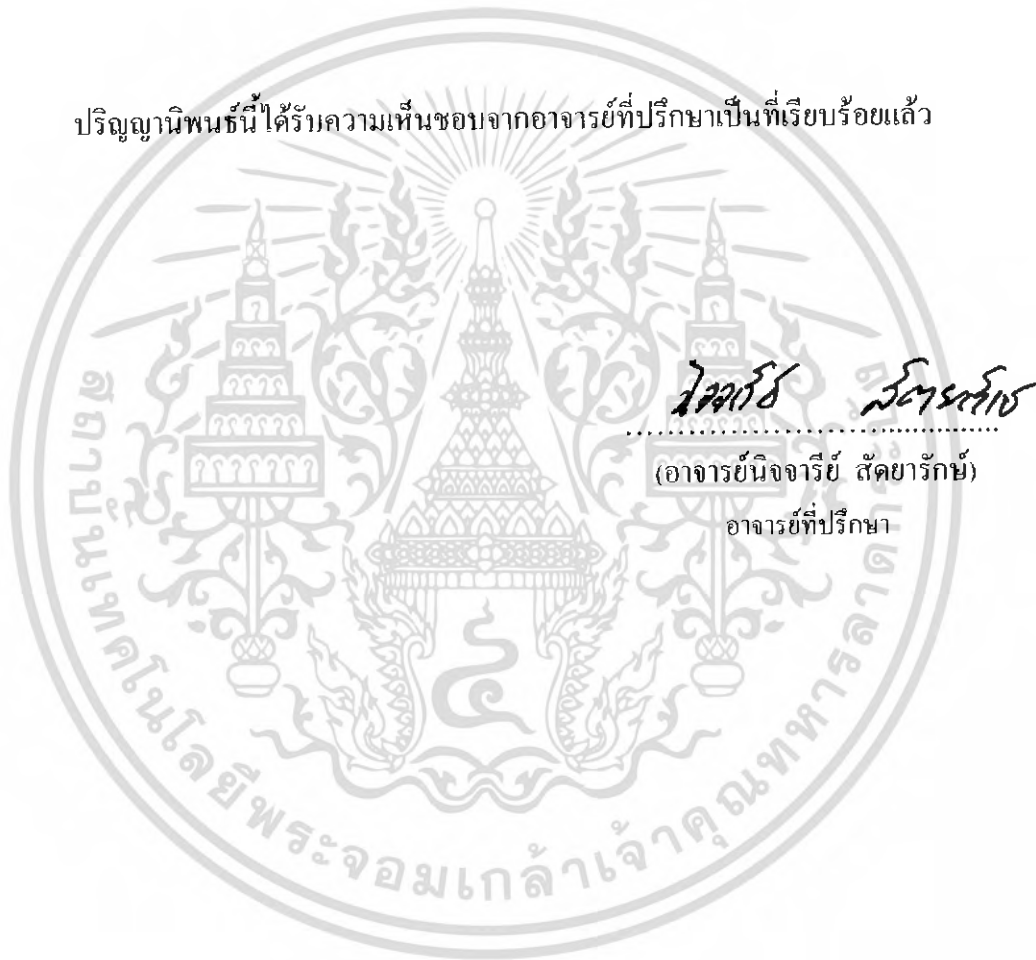 ปริญญานิพนธ์นี้ได้รับความเห็นชอบจากอาจารย์ที่ปรึกษาเป็นที่เรียบร้อยแล้ว
(อาจารย์นิจจารีย์ สัตยารักษ์)
อาจารย์ที่ปรึกษา
สถาบันเทคโนโลยีพระจอมเกล้าเจ้าคุณทหารลาดกระบัง
๔